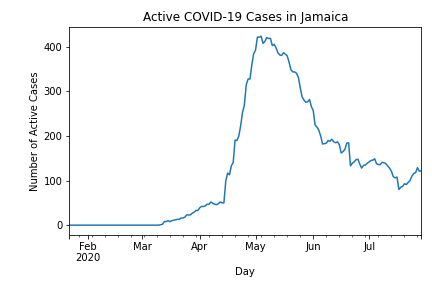 Active COVID-19 Cases in Jamaica
Number of Active Cases
400
300
200
100
0
Feb Mar Apr May Jun Jul
2020
Day